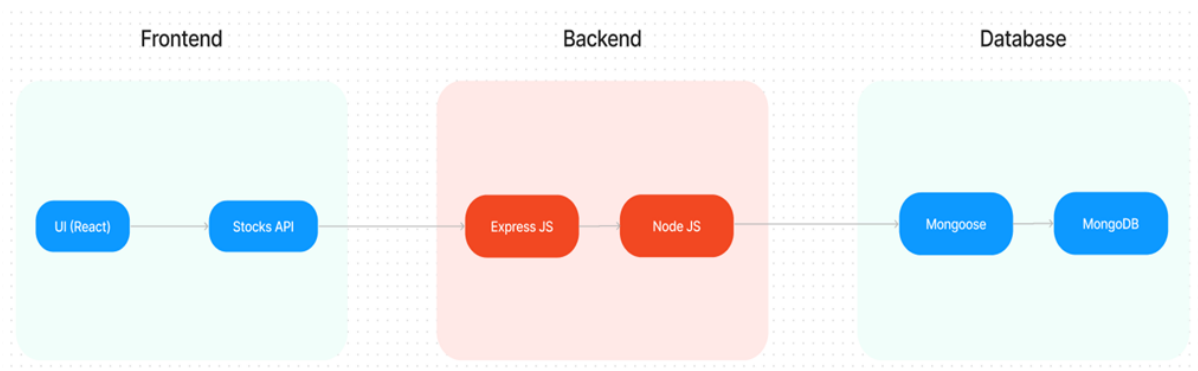 Frontend
Backend
Database
UI (React)
Stocks API
Express JS
Node JS
Mongoose
MongoDB